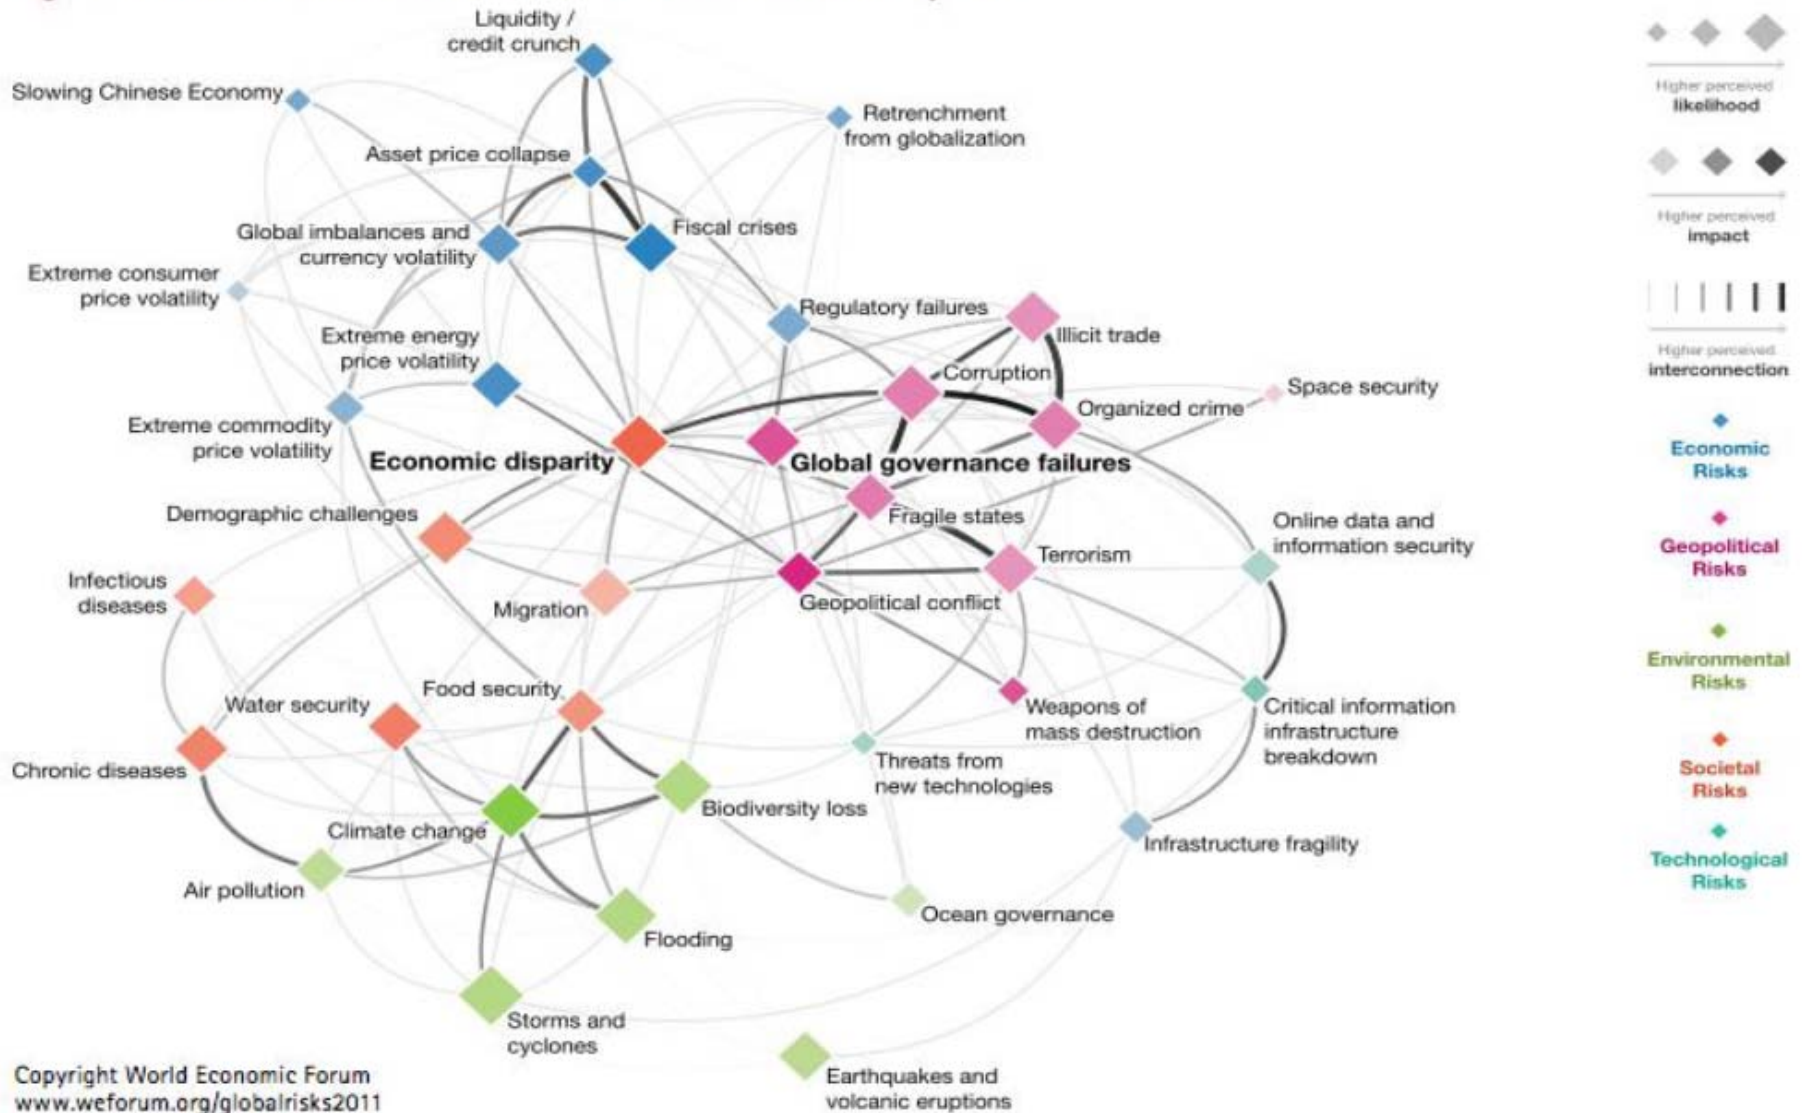 Liquidity /
credit crunch
Slowing Chinese Economy
Retrenchment
from globalization
Asset price collapse
Global imbalances and
currency volatility
Fiscal crises
Extreme consumer
price volatility
Regulatory failures
Illicit trade
Extreme energy
price volatility
Corruption
Space security
Organized crime
Extreme commodity
price volatility
Economic disparity
Global governance failures
Demographic challenges
Fragile states
Online data and
information security
Terrorism
Infectious
diseases
Migration
Geopolitical conflict
Food security
Water security
Weapons of
mass destruction
Critical information
infrastructure
breakdown
Chronic diseases
Threats from
new technologies
Biodiversity loss
Climate change
Infrastructure fragility
Air pollution
Ocean governance
Flooding
Storms and
cyclones
Earthquakes and
volcanic eruptions
Copyright World Economic Forum
www.weforum.org/globalrisks2011
Higher perceived
likelihood
Higher perceived
impact
Higher perceived
interconnection
Economic
Risks
Geopolitical
Risks
Environmental
Risks
Societal
Risks
Technological
Risks